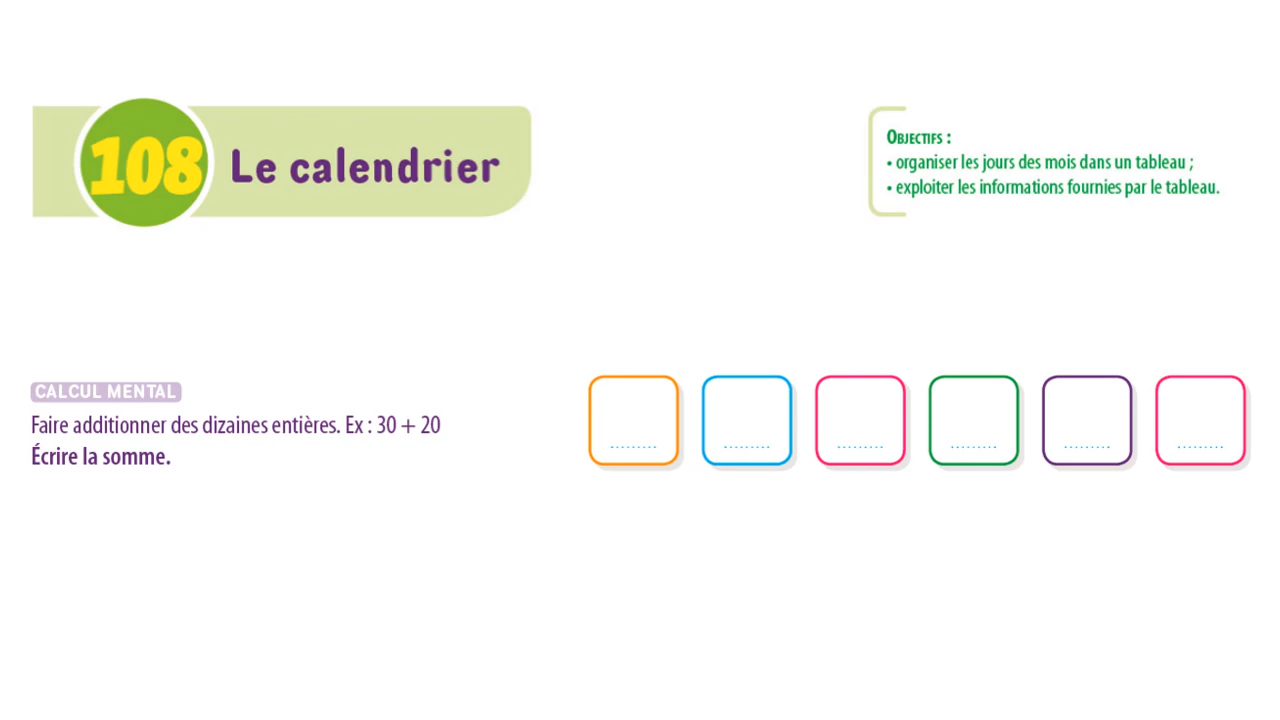 108 Le calendrier
OBJECTIFS :
• organiser les jours des mois dans un tableau ;
• exploiter les informations fournies par le tableau.
CALCUL MENTAL
Faire additionner des dizaines entières. Ex : 30 + 20
Écrire la somme.
......... ......... ......... ......... ......... .........